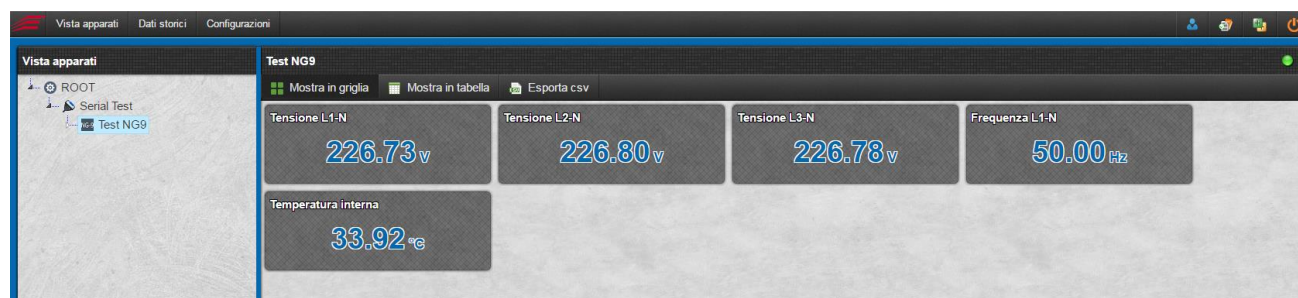 Vista apparati Dati storici Configurazioni
Vista apparati
ROOT
Serial Test
Test NG9
Test NG9
Mostra in griglia Mostra in tabella Esporta csv
Tensione L1-N
226.73 V
Tensione L2-N
226.80 V
Tensione L3-N
226.78 V
Frequenza L1-N
50.00 Hz
Temperatura interna
33.92 °C